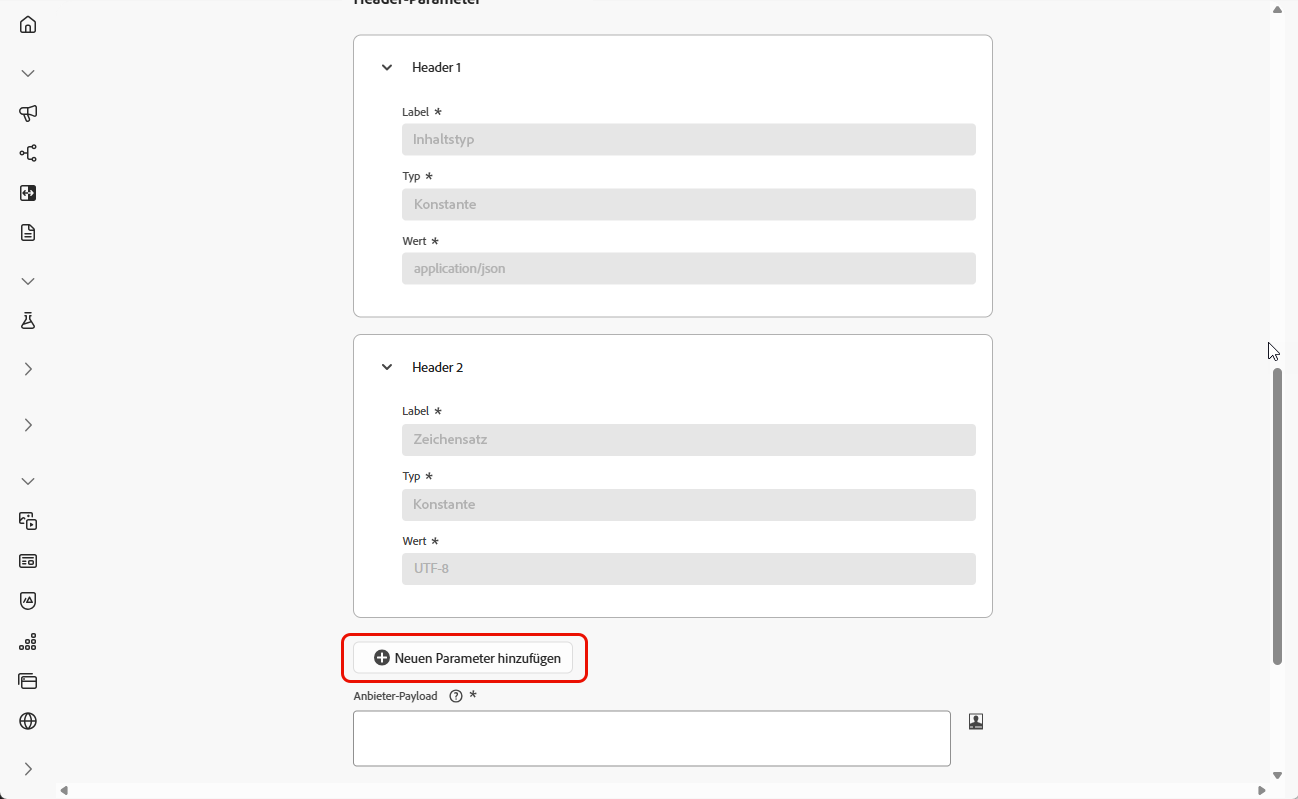 Header-Parameter
Header 1
Label *
Inhaltstyp
Typ *
Konstante
Wert *
application/json
Header 2
Label *
Zeichensatz
Typ *
Konstante
Wert *
UTF-8
Neuen Parameter hinzufügen
Anbieter-Payload ? *